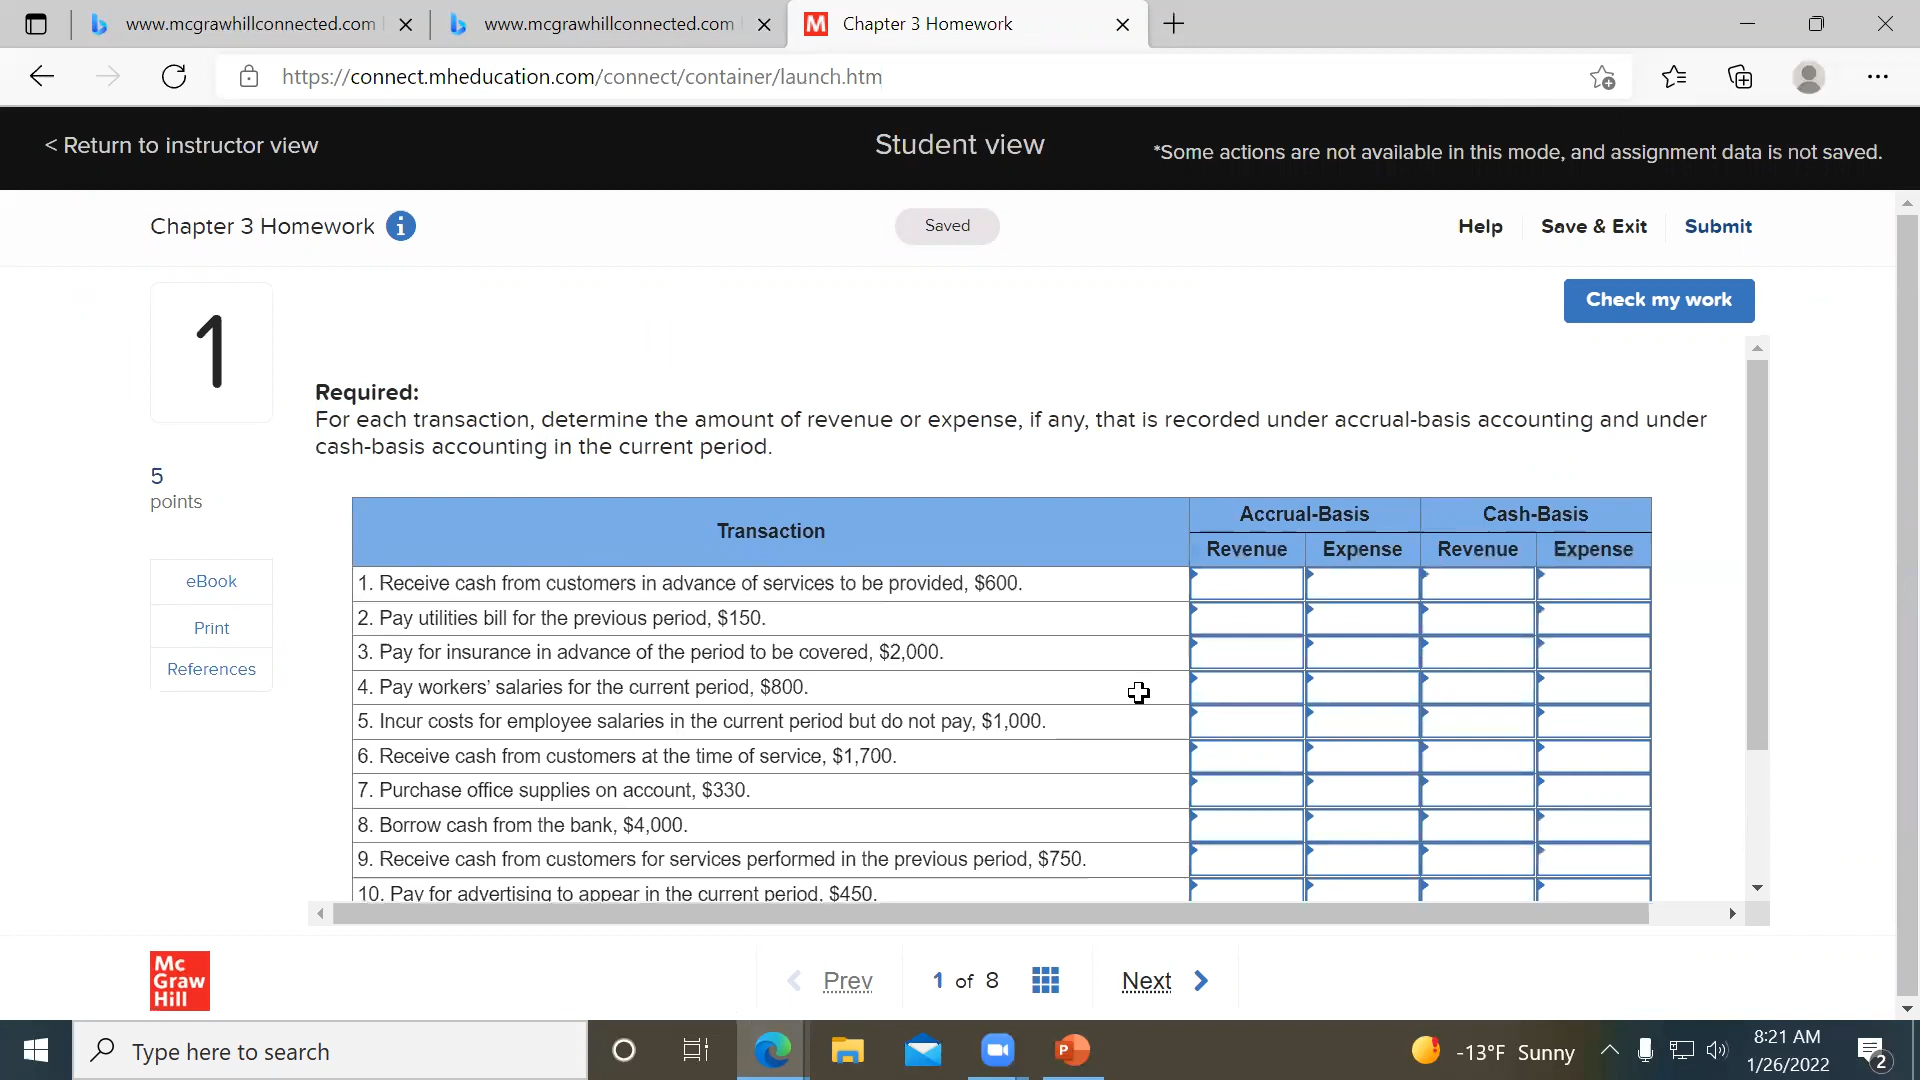 www.mcgrawhillconnected.com
www.mcgrawhillconnected.com
M Chapter 3 Homework
https://connect.mheducation.com/connect/container/launch.htm
< Return to instructor view
Student view
*Some actions are not available in this mode, and assignment data is not saved.
Chapter 3 Homework i
Saved
Help
Save & Exit
Submit
Check my work
1
5
points
eBook
Print
References
Required:
For each transaction, determine the amount of revenue or expense, if any, that is recorded under accrual-basis accounting and under
cash-basis accounting in the current period.
Transaction
Accrual-Basis
Cash-Basis
Revenue
Expense
Revenue
Expense
1. Receive cash from customers in advance of services to be provided, $600.
2. Pay utilities bill for the previous period, $150.
3. Pay for insurance in advance of the period to be covered, $2,000.
4. Pay workers' salaries for the current period, $800.
5. Incur costs for employee salaries in the current period but do not pay, $1,000.
6. Receive cash from customers at the time of service, $1,700.
7. Purchase office supplies on account, $330.
8. Borrow cash from the bank, $4,000.
9. Receive cash from customers for services performed in the previous period, $750.
10. Pay for advertising to appear in the current period, $450.
Mc
Graw
Hill
Prev
1 of 8
Next
Type here to search
P
-13°F Sunny
8:21 AM
1/26/2022
2